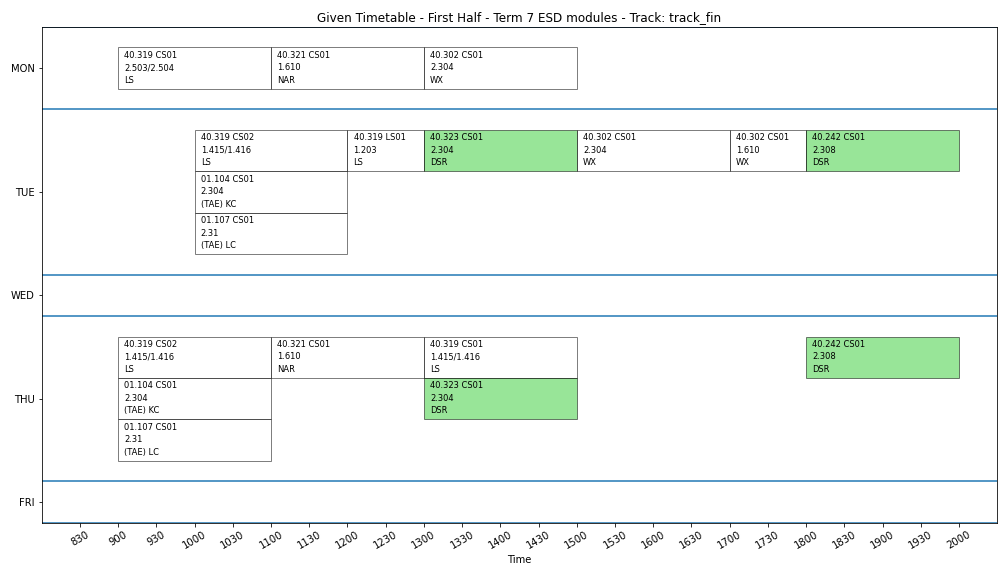 Given Timetable - First Half - Term 7 ESD modules - Track: track_fin
MON
40.319 CS01
2.503/2.504
LS
40.321 CS01
1.610
NAR
40.302 CS01
2.304
WX
TUE
40.319 CS02
1.415/1.416
LS
40.319 LS01
1.203
LS
40.323 CS01
2.304
DSR
40.302 CS01
2.304
WX
40.302 CS01
1.610
WX
40.242 CS01
2.308
DSR
01.104 CS01
2.304
(TAE) KC
01.107 CS01
2.31
(TAE) LC
WED
THU
40.319 CS02
1.415/1.416
LS
40.321 CS01
1.610
NAR
40.319 CS01
1.415/1.416
LS
40.242 CS01
2.308
DSR
01.104 CS01
2.304
(TAE) KC
40.323 CS01
2.304
DSR
01.107 CS01
2.31
(TAE) LC
FRI
830 900 930 1000 1030 1100 1130 1200 1230 1300 1330 1400 1430 1500 1530 1600 1630 1700 1730 1800 1830 1900 1930 2000
Time